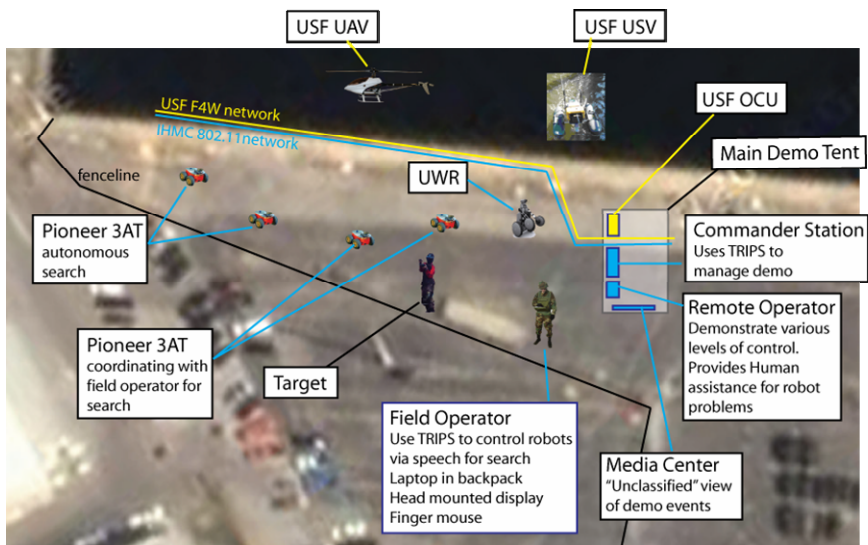 USF UAV
USF USV
USF F4W network
IHMC 802.11network
USF OCU
Main Demo Tent
fenceline
UWR
Pioneer 3AT
autonomous
search
Commander Station
Uses TRIPS to
manage demo
Pioneer 3AT
coordinating with
field operator for
search
Target
Remote Operator
Demonstrate various
levels of control.
Provides Human
assistance for robot
problems
Field Operator
Use TRIPS to control robots
via speech for search
Laptop in backpack
Head mounted display
Finger mouse
Media Center
"Unclassified" view
of demo events